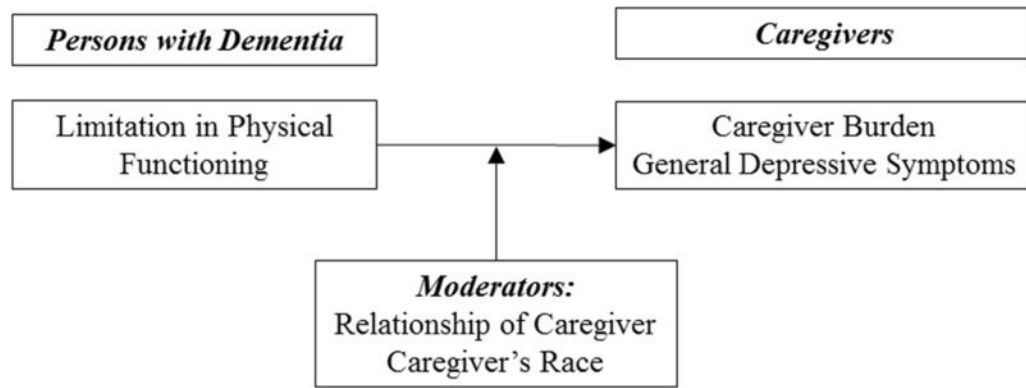 Persons with Dementia
Caregivers
Limitation in Physical
Functioning
Caregiver Burden
General Depressive Symptoms
Moderators:
Relationship of Caregiver
Caregiver's Race